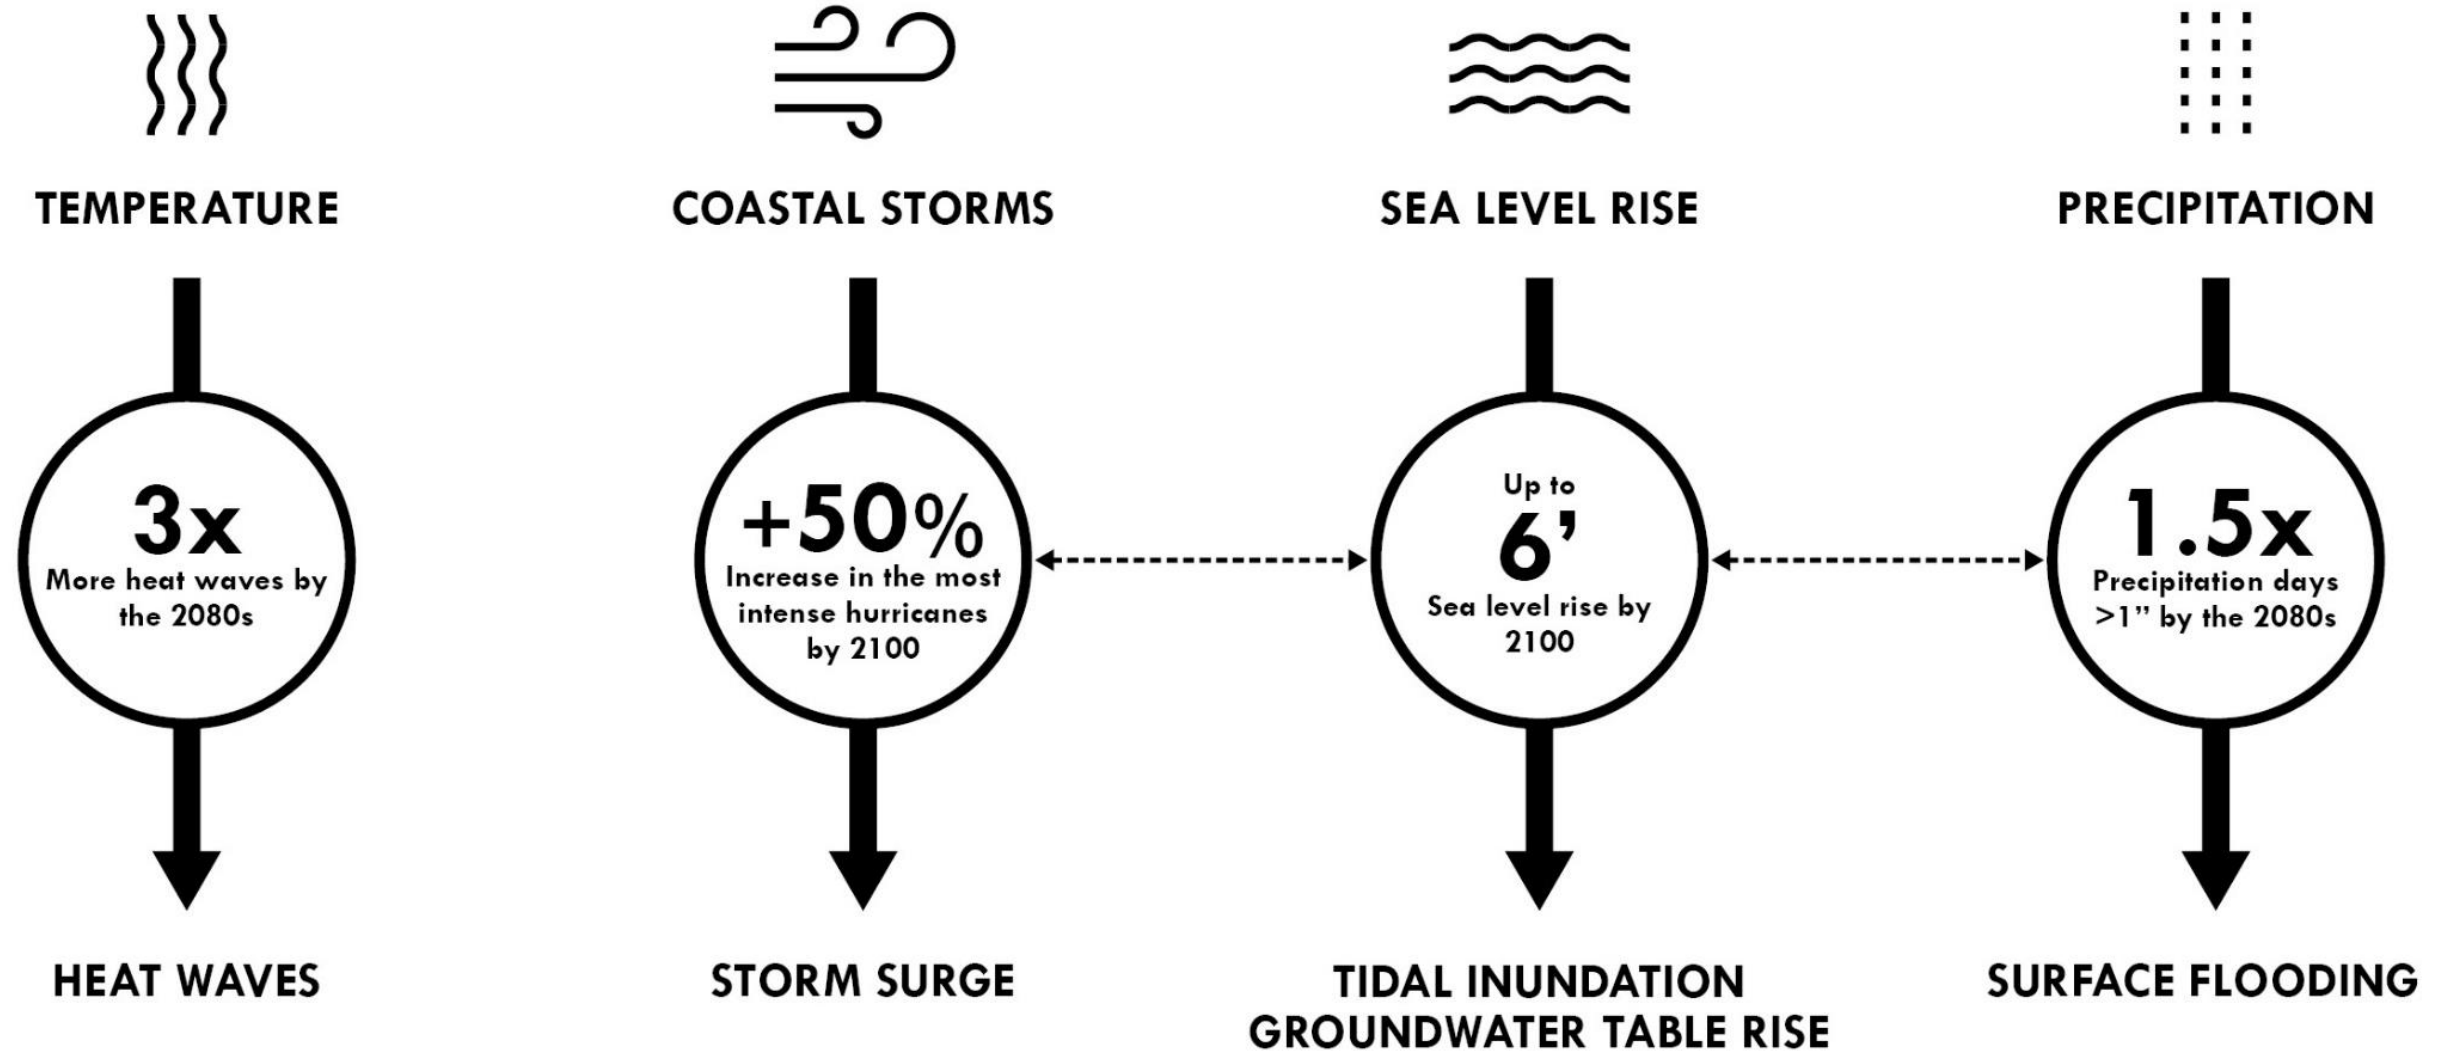 TEMPERATURE
COASTAL STORMS
SEA LEVEL RISE
PRECIPITATION
3x
More heat waves by
the 2080s
+50%
Increase in the most
intense hurricanes
by 2100
Up to
6’
Sea level rise by
2100
1.5x
Precipitation days
>1” by the 2080s
HEAT WAVES
STORM SURGE
TIDAL INUNDATION
GROUNDWATER TABLE RISE
SURFACE FLOODING